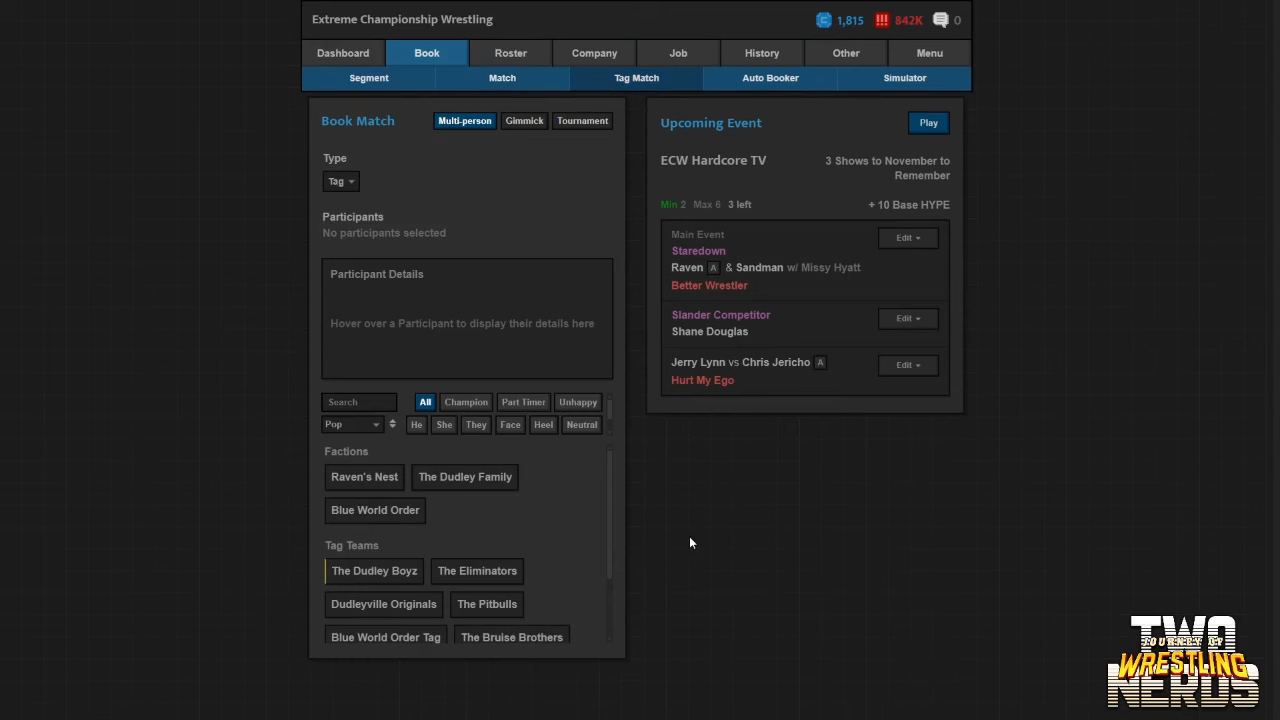 Extreme Championship Wrestling
1,815 842K 0
Dashboard Book Roster Company Job History Other Menu
Segment Match Tag Match Auto Booker Simulator
Book Match Multi-person Gimmick Tournament
Type
Tag
Participants
No participants selected
Participant Details
Hover over a Participant to display their details here
Search All Champion Part Timer Unhappy
Pop He She They Face Heel Neutral
Factions
Raven's Nest The Dudley Family
Blue World Order
Tag Teams
The Dudley Boyz The Eliminators
Dudleyville Originals The Pitbulls
Blue World Order Tag The Bruise Brothers
Upcoming Event Play
ECW Hardcore TV 3 Shows to November to
Remember
Min 2 Max 6 3 left + 10 Base HYPE
Main Event Edit
Staredown
Raven A & Sandman w/ Missy Hyatt
Better Wrestler
Slander Competitor Edit
Shane Douglas
Jerry Lynn vs Chris Jericho A Edit
Hurt My Ego
TWO
JOURNEY OF
WRESTLING
NERDS